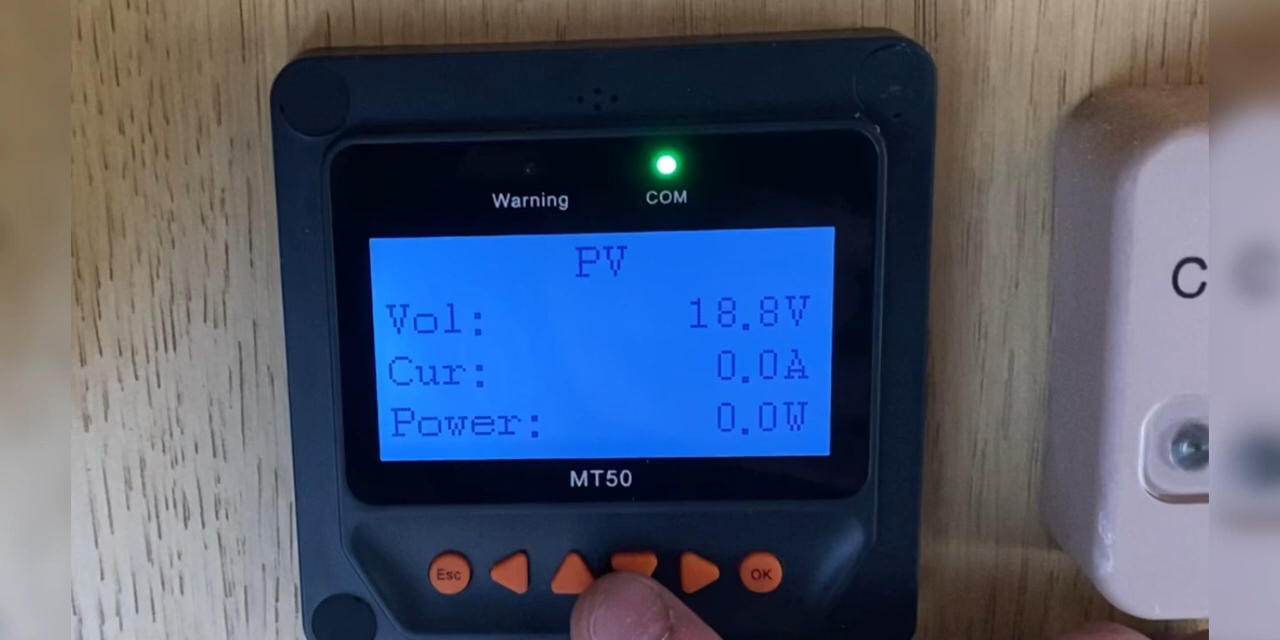 Warning COM
PV
Vol: 18.8V
Cur: 0.0A
Power: 0.0W
MT50
Esc OK
C